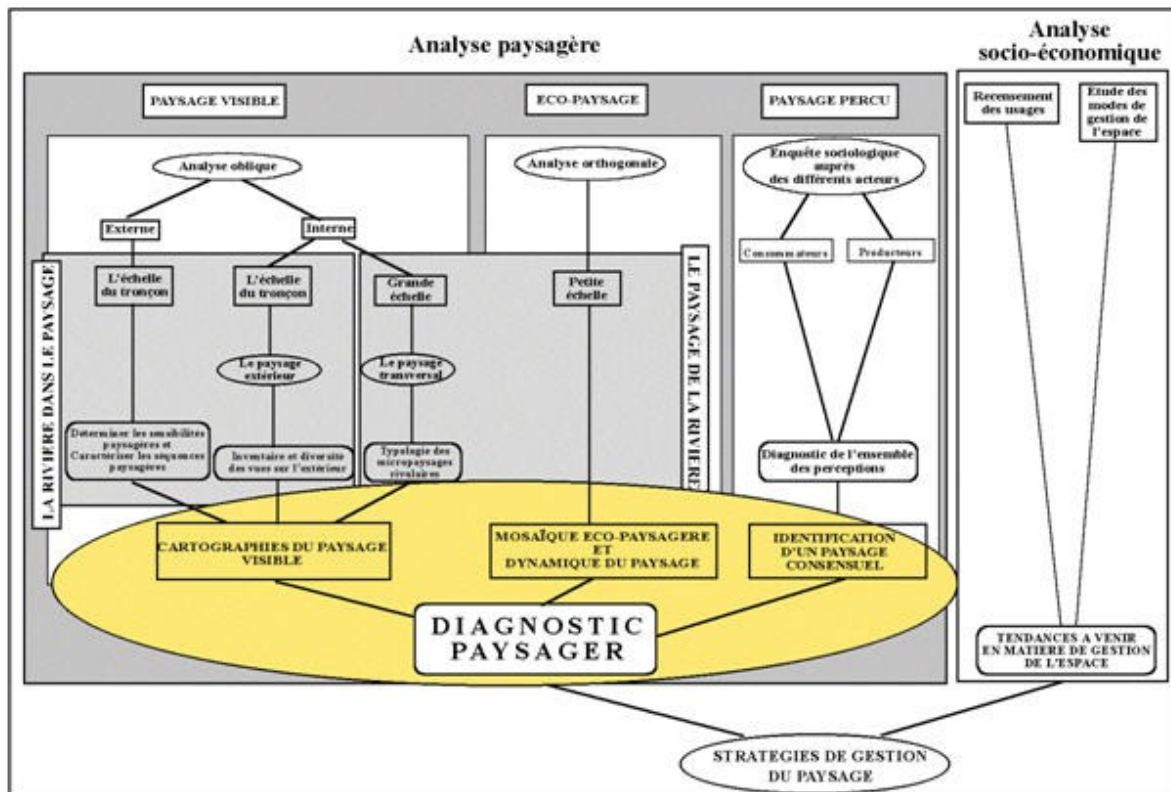 Analyse paysagère
Analyse
socio-économique
PAYSAGE VISIBLE
ECO-PAYSAGE
PAYSAGE PERCU
Recensement
des usages
Etude des
modes de
gestion de
l'espace
Analyse oblique
Analyse orthogonale
Enquête sociologique
auprès
des différents acteurs
Externe
Interne
Consommateurs
Producteurs
LA RIVIERE DANS LE PAYSAGE
L'échelle
du tronçon
L'échelle
du tronçon
Grande
échelle
Petite
échelle
LE PAYSAGE DE LA RIVIERE
Le paysage
extérieur
Le paysage
transversal
Déterminer les sensibilités
paysagères et
Caractériser les séquences
paysagères
Inventaire et diversité
des vues sur l'extérieur
Typologie des
micropaysages
rivulaires
Diagnostic de l'ensemble
des perceptions
CARTOGRAPHIES DU PAYSAGE
VISIBLE
MOSAÏQUE ECO-PAYSAGERE
ET
DYNAMIQUE DU PAYSAGE
IDENTIFICATION
D'UN PAYSAGE
CONSENSUEL
DIAGNOSTIC
PAYSAGER
TENDANCES A VENIR
EN MATIERE DE GESTION
DE L'ESPACE
STRATEGIES DE GESTION
DU PAYSAGE